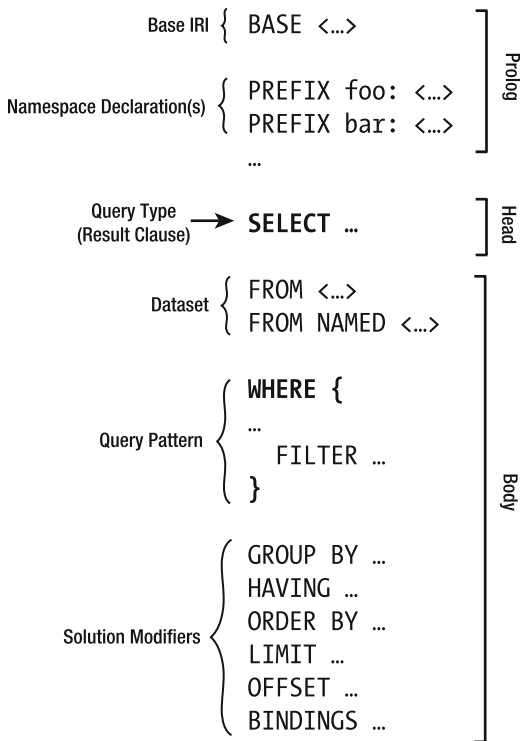 Base IRI { BASE <…>
Namespace Declaration(s) { PREFIX foo: <…>
PREFIX bar: <…>
…
Prolog
Query Type
(Result Clause) → SELECT …
Head
Dataset { FROM <…>
FROM NAMED <…>
Query Pattern { WHERE {
…
FILTER …
}
Solution Modifiers { GROUP BY …
HAVING …
ORDER BY …
LIMIT …
OFFSET …
BINDINGS …
Body